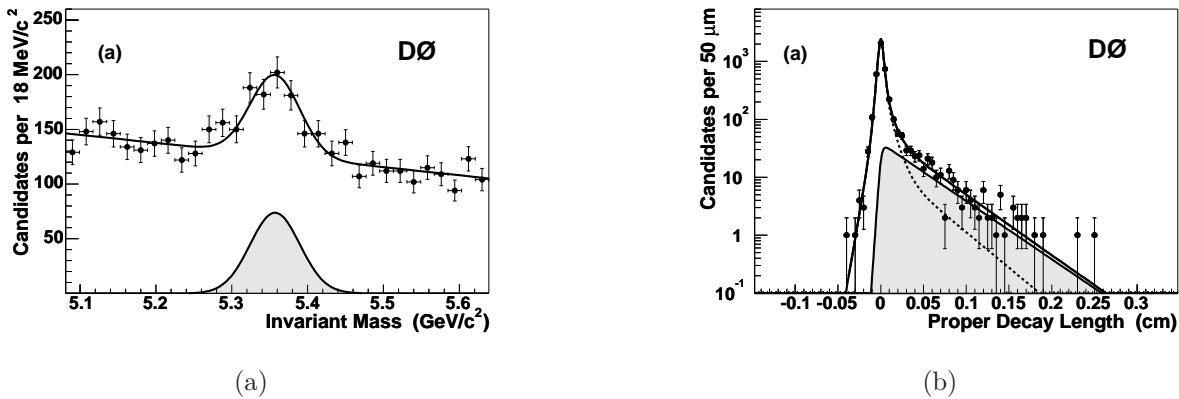 Candidates per 18 MeV/c²
250
200
150
100
50
(a)
DØ
5.1 5.2 5.3 5.4 5.5 5.6
Invariant Mass (GeV/c²)
(a)
Candidates per 50 μm
10³
10²
10
1
10⁻¹
(a)
DØ
-0.1 -0.05 0 0.05 0.1 0.15 0.2 0.25 0.3
Proper Decay Length (cm)
(b)